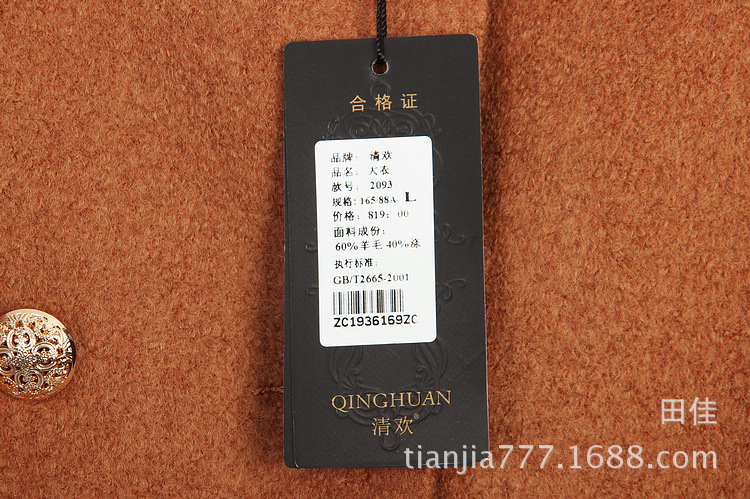 合格证
品牌: 清欢
品名: 大衣
款号: 2093
规格: 165/88A L
价格: 819: 00
面料成份:
60%羊毛 40%涤
执行标准:
GB/T2665-2001
ZC1936169ZC
QINGHUAN
清欢®
田佳
tianjia777.1688.com